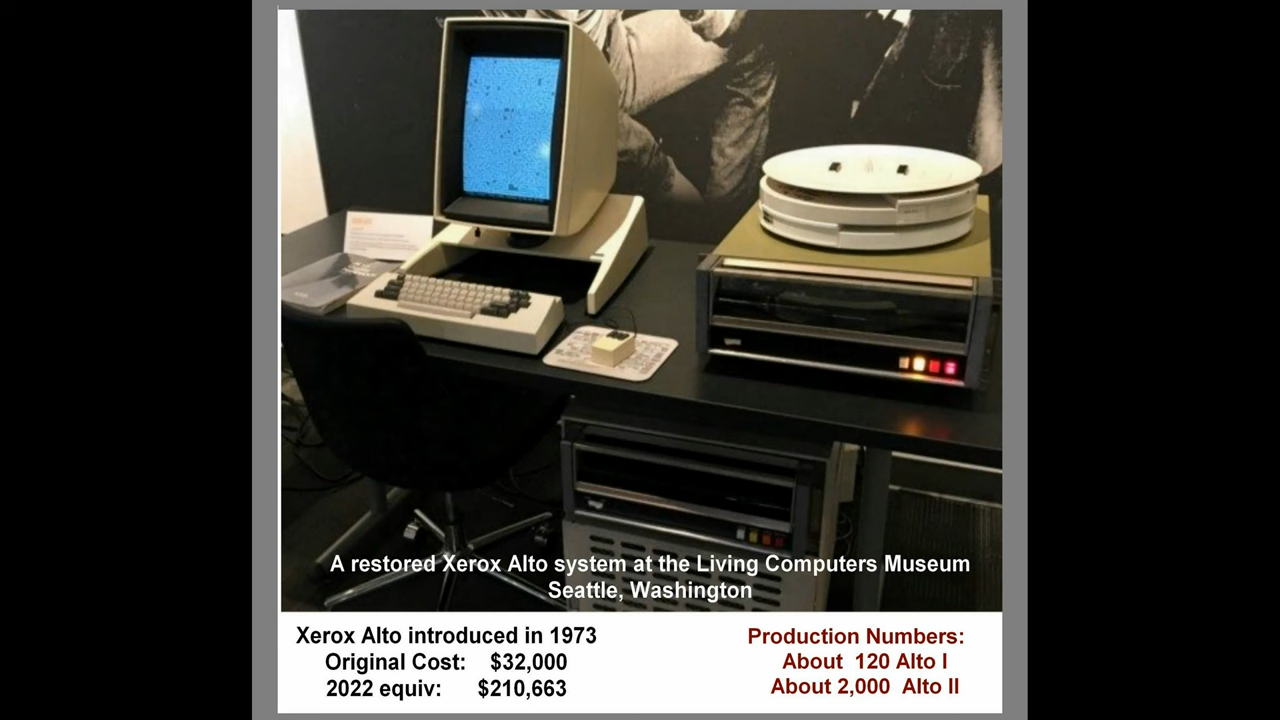 A restored Xerox Alto system at the Living Computers Museum
Seattle, Washington
Xerox Alto introduced in 1973
Original Cost: $32,000
2022 equiv: $210,663
Production Numbers:
About 120 Alto I
About 2,000 Alto II